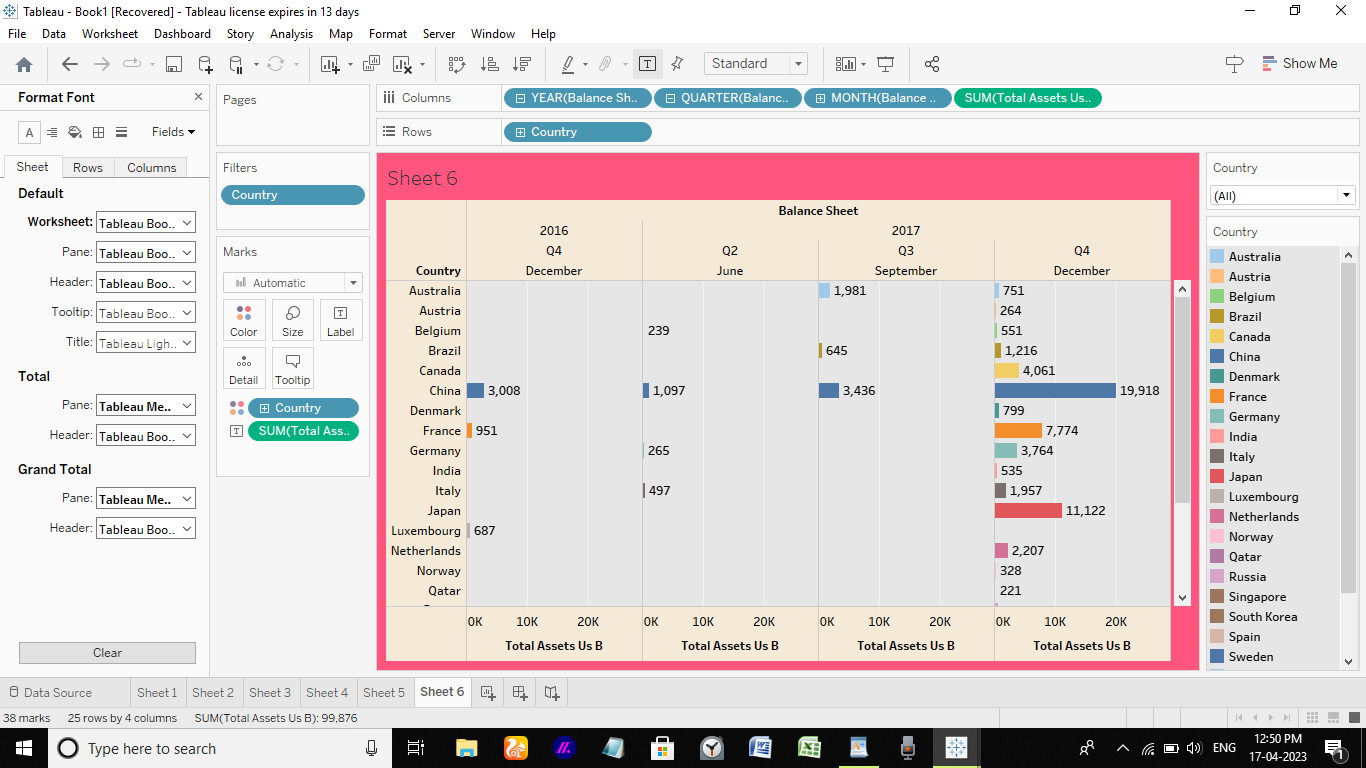 Tableau - Book1 [Recovered] - Tableau license expires in 13 days
File Data Worksheet Dashboard Story Analysis Map Format Server Window Help
Standard
Show Me
Format Font
Fields
Sheet Rows Columns
Default
Worksheet: Tableau Boo..
Pane: Tableau Boo..
Header: Tableau Boo..
Tooltip: Tableau Boo..
Title: Tableau Ligh..
Total
Pane: Tableau Me..
Header: Tableau Boo..
Grand Total
Pane: Tableau Me..
Header: Tableau Boo..
Clear
Pages
Filters
Country
Marks
Automatic
Color Size Label
Detail Tooltip
Country
SUM(Total Ass..
Columns YEAR(Balance Sh.. QUARTER(Balanc.. MONTH(Balance .. SUM(Total Assets Us..
Rows Country
Sheet 6
Balance Sheet
2016 2017
Q4 Q2 Q3 Q4
Country December June September December
Australia 1,981 751
Austria 264
Belgium 239 551
Brazil 645 1,216
Canada 4,061
China 3,008 1,097 3,436 19,918
Denmark 799
France 951 7,774
Germany 265 3,764
India 535
Italy 497 1,957
Japan 11,122
Luxembourg 687
Netherlands 2,207
Norway 328
Qatar 221
0K 10K 20K 0K 10K 20K 0K 10K 20K 0K 10K 20K
Total Assets Us B Total Assets Us B Total Assets Us B Total Assets Us B
Country
(All)
Country
Australia
Austria
Belgium
Brazil
Canada
China
Denmark
France
Germany
India
Italy
Japan
Luxembourg
Netherlands
Norway
Qatar
Russia
Singapore
South Korea
Spain
Sweden
Data Source Sheet 1 Sheet 2 Sheet 3 Sheet 4 Sheet 5 Sheet 6
38 marks 25 rows by 4 columns SUM(Total Assets Us B): 99,876
Type here to search
ENG
12:50 PM
17-04-2023
1